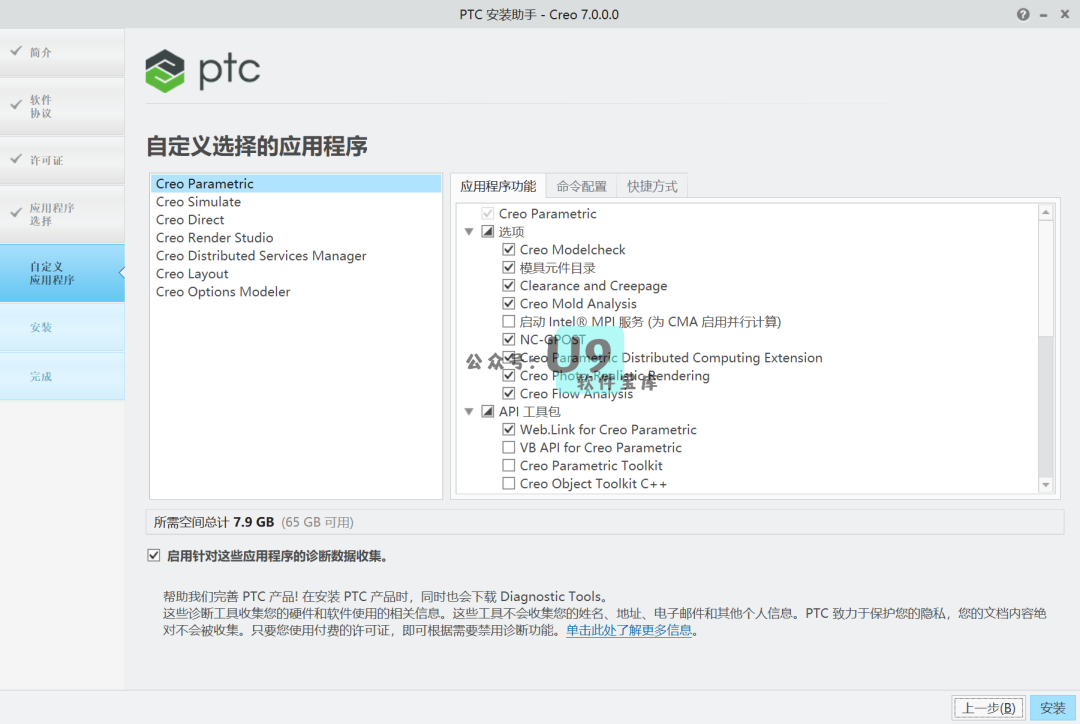 PTC 安装助手 - Creo 7.0.0.0
简介
软件
协议
许可证
应用程序
选择
自定义
应用程序
安装
完成
ptc
自定义选择的应用程序
Creo Parametric
Creo Simulate
Creo Direct
Creo Render Studio
Creo Distributed Services Manager
Creo Layout
Creo Options Modeler
应用程序功能 命令配置 快捷方式
Creo Parametric
选项
Creo Modelcheck
模具元件目录
Clearance and Creepage
Creo Mold Analysis
启动 Intel® MPI 服务 (为 CMA 启用并行计算)
NC-GPOST
Creo Parametric Distributed Computing Extension
Creo Photo-Realistic Rendering
Creo Flow Analysis
API 工具包
Web.Link for Creo Parametric
VB API for Creo Parametric
Creo Parametric Toolkit
Creo Object Toolkit C++
公众号：U9
软件宝库
所需空间总计 7.9 GB (65 GB 可用)
启用针对这些应用程序的诊断数据收集。
帮助我们完善 PTC 产品! 在安装 PTC 产品时，同时也会下载 Diagnostic Tools。
这些诊断工具收集您的硬件和软件使用的相关信息。这些工具不会收集您的姓名、地址、电子邮件和其他个人信息。PTC 致力于保护您的隐私，您的文档内容绝
对不会被收集。只要您使用付费的许可证，即可根据需要禁用诊断功能。单击此处了解更多信息。
上一步(B) 安装